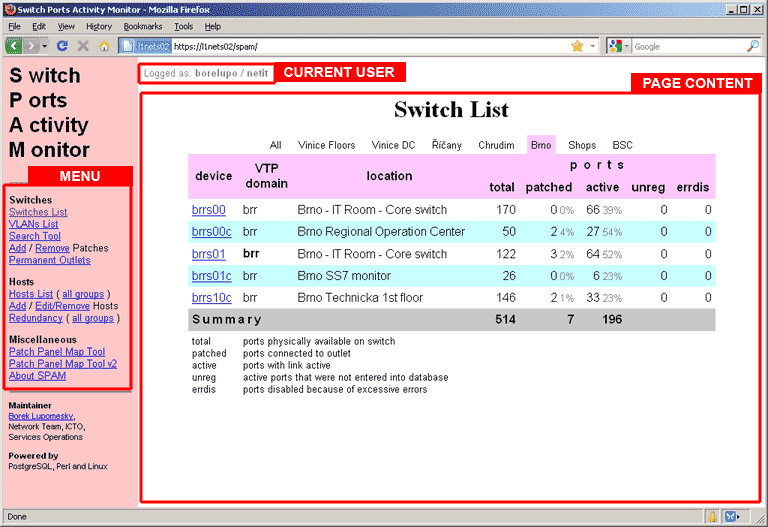 Switch Ports Activity Monitor - Mozilla Firefox
File Edit View History Bookmarks Tools Help
l1nets02 https://l1nets02/spam/
Google
Switch
Ports
Activity
Monitor
MENU
Switches
Switches List
VLANs List
Search Tool
Add / Remove Patches
Permanent Outlets
Hosts
Hosts List ( all groups )
Add / Edit/Remove Hosts
Redundancy ( all groups )
Miscellaneous
Patch Panel Map Tool
Patch Panel Map Tool v2
About SPAM
Maintainer
Borek Lupomesky,
Network Team, ICTO,
Services Operations
Powered by
PostgreSQL, Perl and Linux
Logged as: borelupo / netit
CURRENT USER
PAGE CONTENT
Switch List
All Vinice Floors Vinice DC Říčany Chrudim Brno Shops BSC
device VTP domain location ports
total patched active unreg errdis
brrs00 brr Brno - IT Room - Core switch 170 0 0% 66 39% 0 0
brrs00c brr Brno Regional Operation Center 50 2 4% 27 54% 0 0
brrs01 brr Brno - IT Room - Core switch 122 3 2% 64 52% 0 0
brrs01c brr Brno SS7 monitor 26 0 0% 6 23% 0 0
brrs10c brr Brno Technicka 1st floor 146 2 1% 33 23% 0 0
Summary 514 7 196
total ports physically available on switch
patched ports connected to outlet
active ports with link active
unreg active ports that were not entered into database
errdis ports disabled because of excessive errors
Done